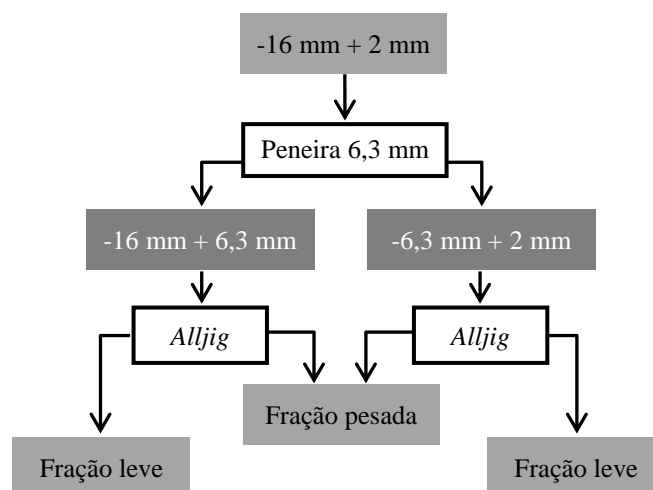 -16 mm + 2 mm
Peneira 6,3 mm
-16 mm + 6,3 mm
-6,3 mm + 2 mm
Alljig
Alljig
Fração pesada
Fração leve
Fração leve